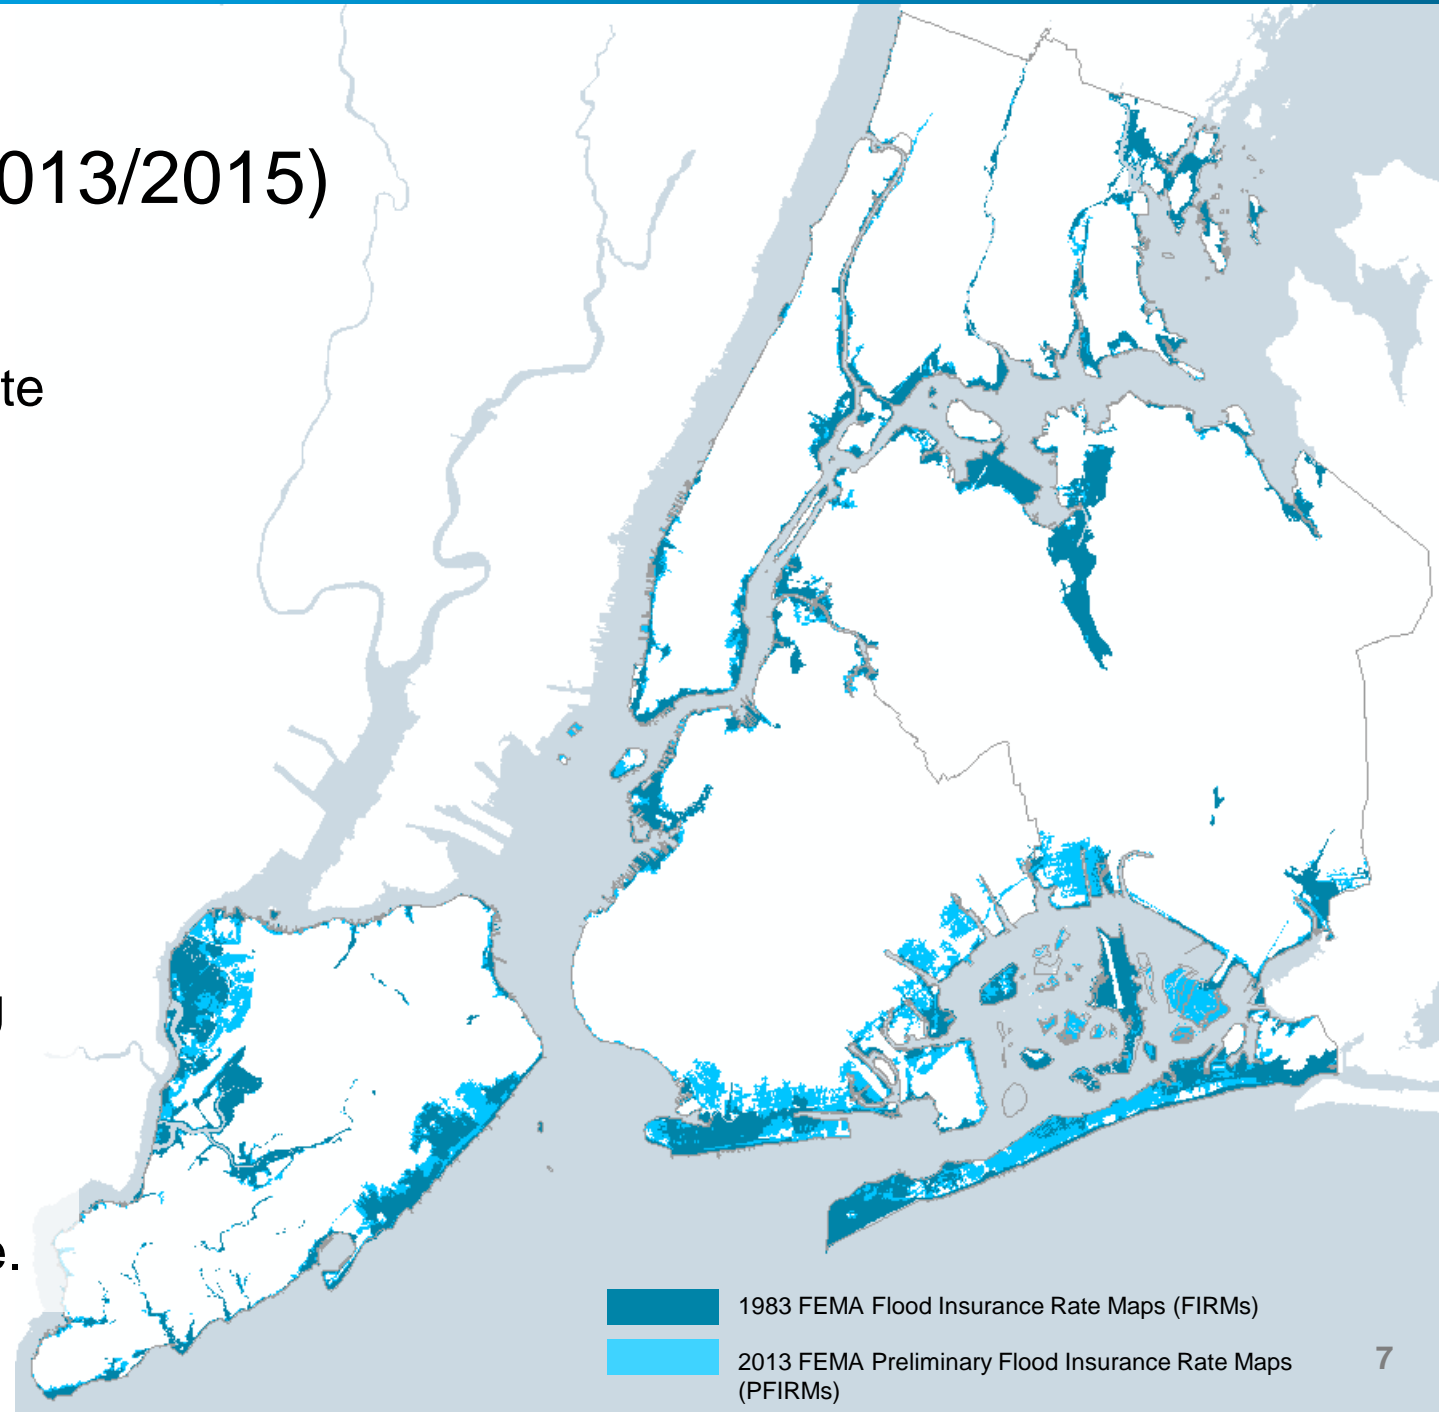 013/2015)
te
g
e.
1983 FEMA Flood Insurance Rate Maps (FIRMs)
2013 FEMA Preliminary Flood Insurance Rate Maps
(PFIRMs)
7